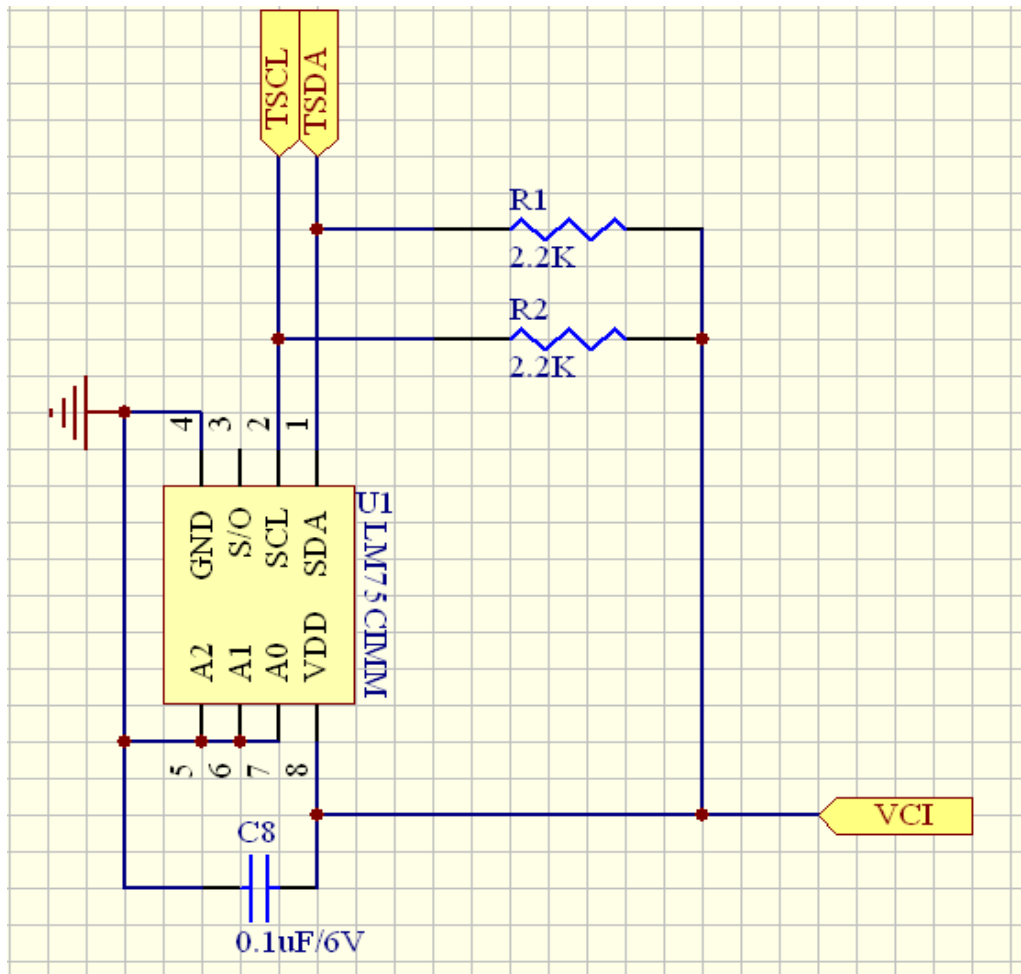 TSCL
TSDA
R1
2.2K
R2
2.2K
4
3
2
1
U1
LM75CIMM
GND
S/O
SCL
SDA
A2
A1
A0
VDD
5
6
7
8
VCI
C8
0.1uF/6V